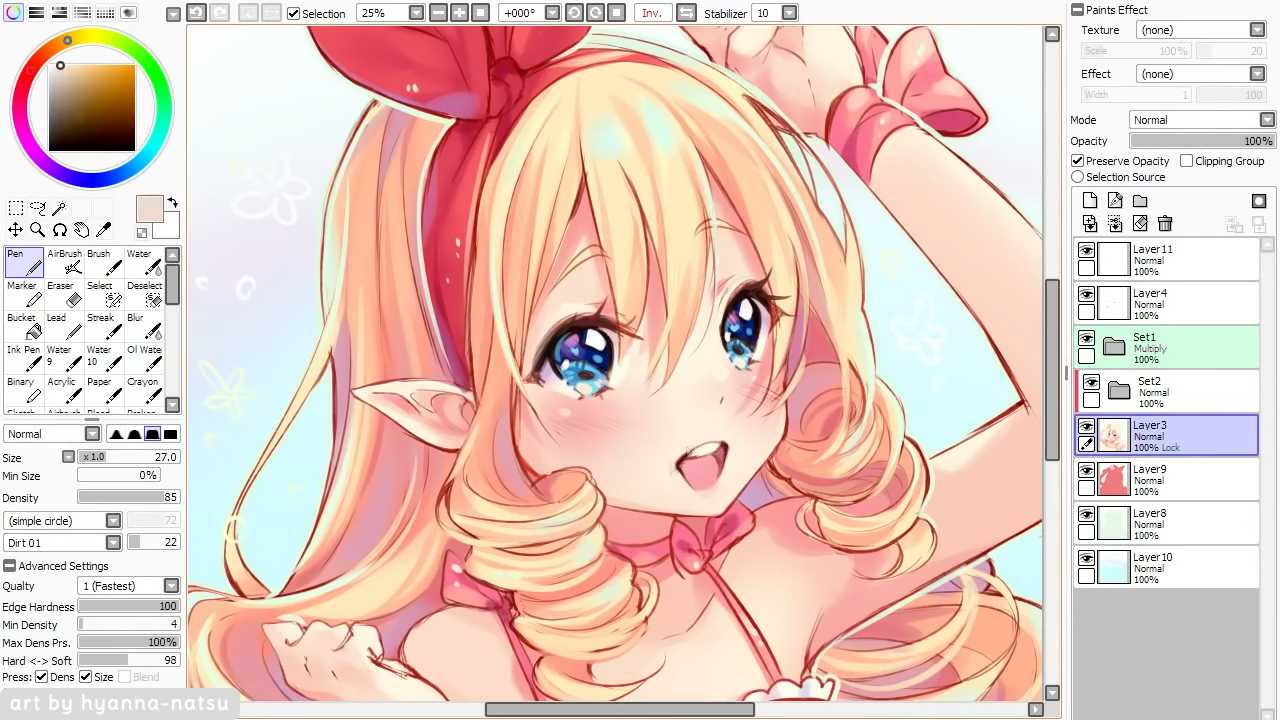 Selection
25%
+000°
Inv.
Stabilizer
10
Pen
AirBrush
Brush
Water
Marker
Eraser
Select
Deselect
Bucket
Lead
Streak
Blur
Ink Pen
Water 9
Water 10
Oil Wate
Binary
Acrylic
Paper
Crayon
Normal
Size
x 1.0
27.0
Min Size
0%
Density
85
(simple circle)
72
Dirt 01
22
Advanced Settings
Qualty
1 (Fastest)
Edge Hardness
100
Min Density
4
Max Dens Prs.
100%
Hard <-> Soft
98
Press:
Dens
Size
Blend
art by hyanna-natsu
Paints Effect
Texture
(none)
Scale
100%
20
Effect
(none)
Width
1
100
Mode
Normal
Opacity
100%
Preserve Opacity
Clipping Group
Selection Source
Layer11
Normal
100%
Layer4
Normal
100%
Set1
Multiply
100%
Set2
Normal
100%
Layer3
Normal
100% Lock
Layer9
Normal
100%
Layer8
Normal
100%
Layer10
Normal
100%